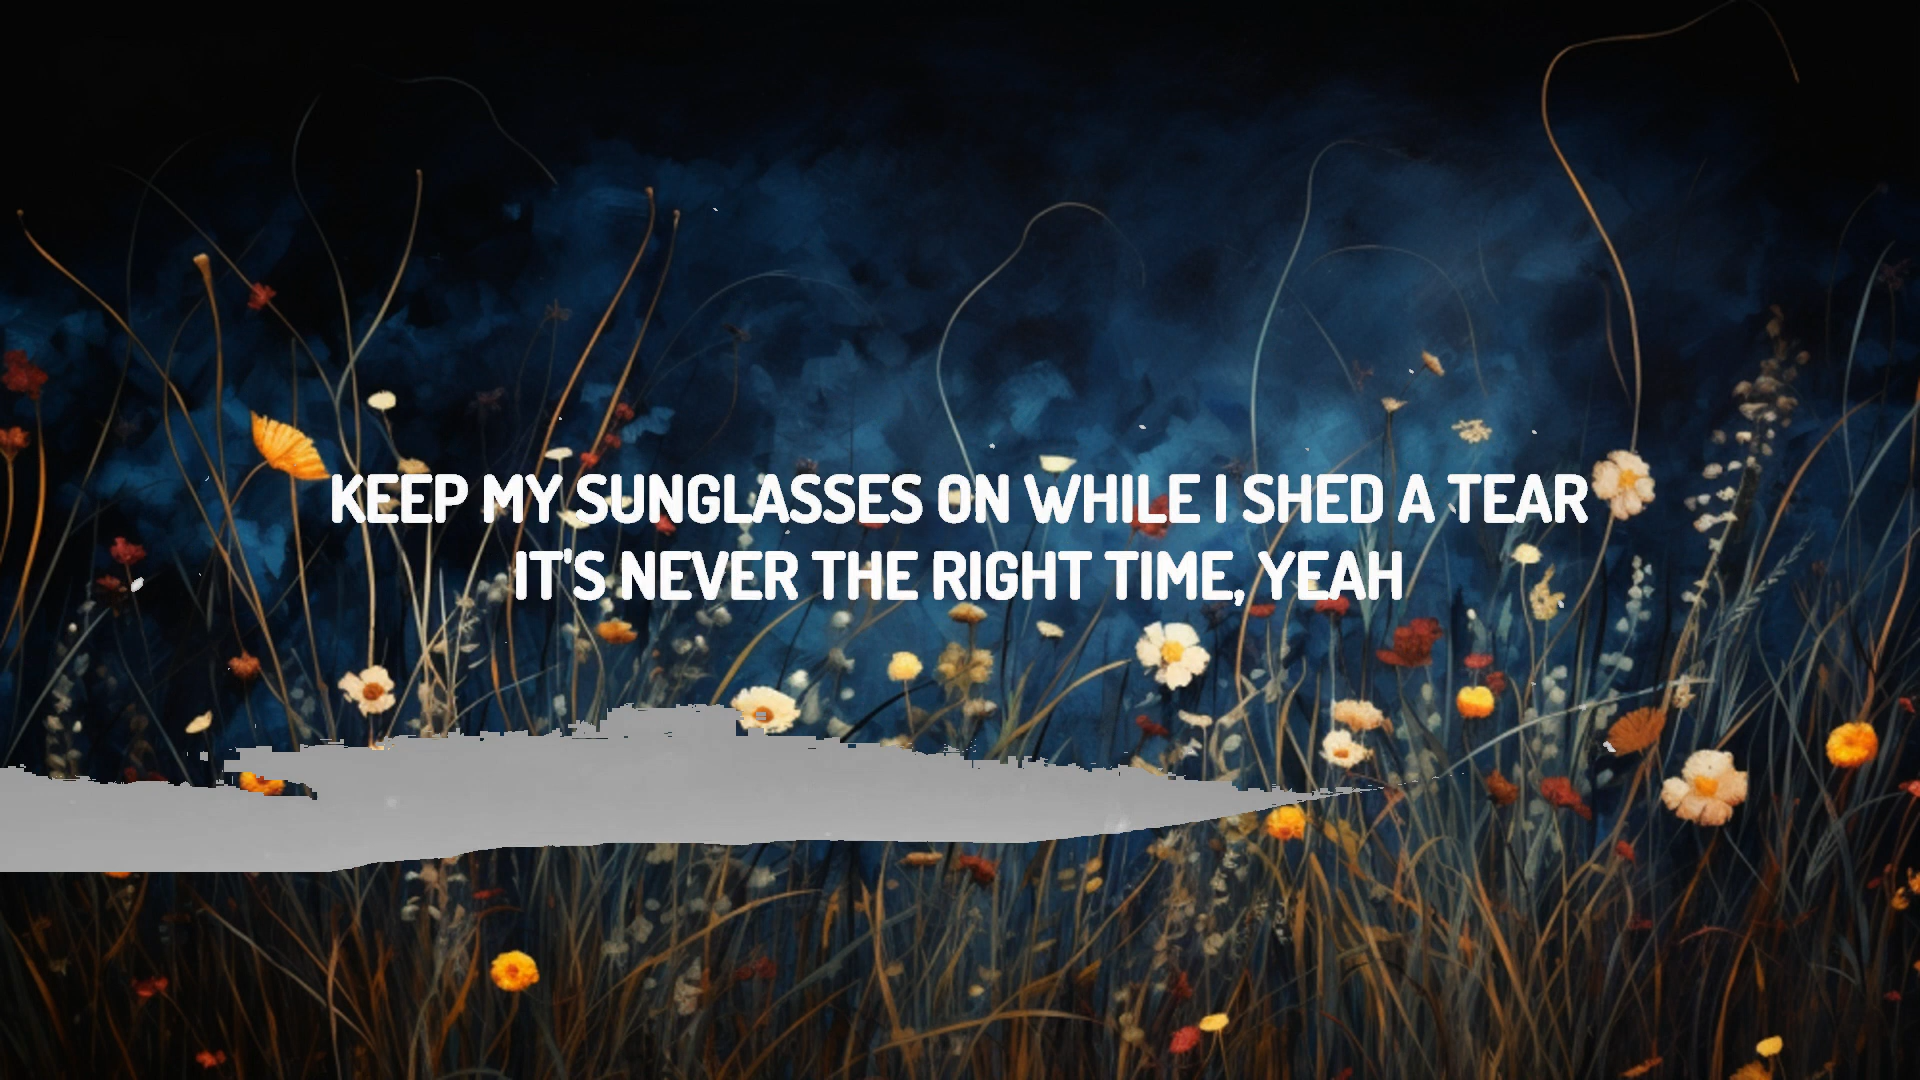 KEEP MY SUNGLASSES ON WHILE I SHED A TEAR
IT'S NEVER THE RIGHT TIME, YEAH